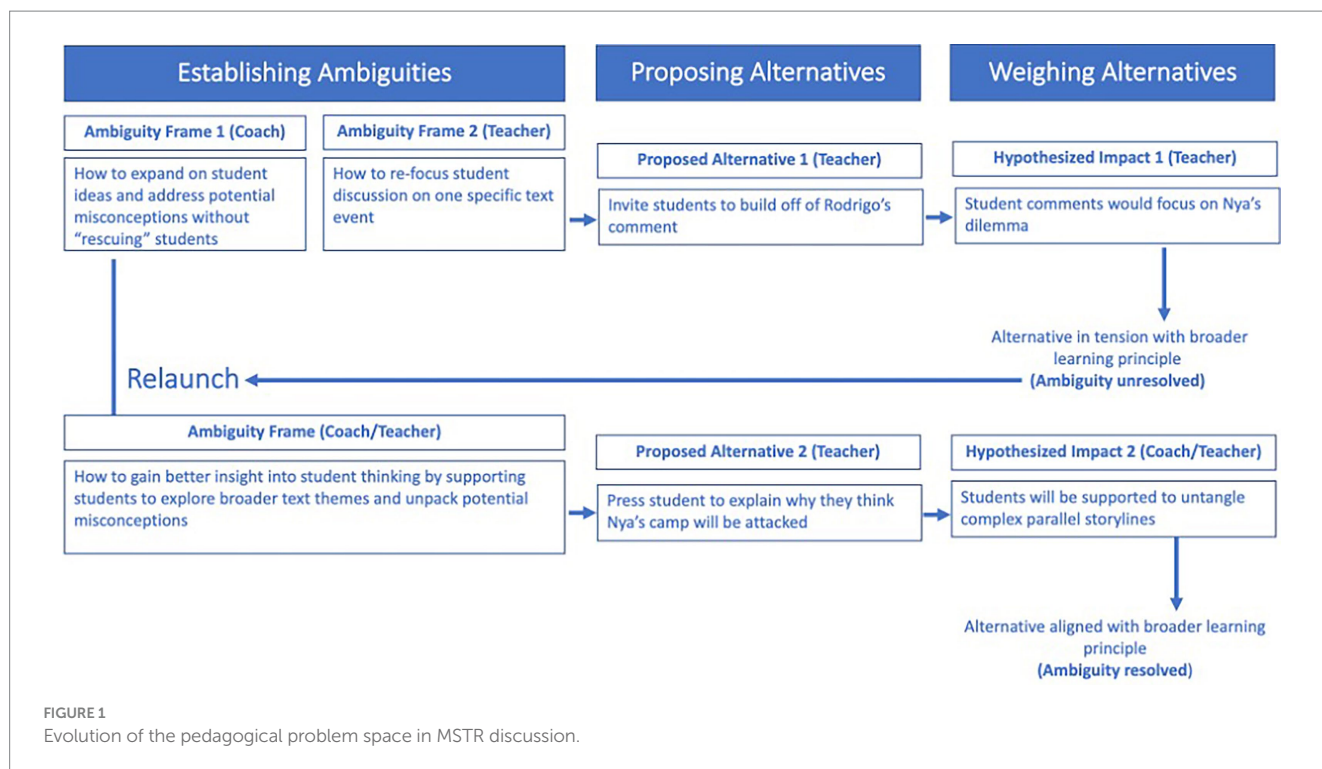 Establishing Ambiguities
Proposing Alternatives
Weighing Alternatives
Ambiguity Frame 1 (Coach)
How to expand on student
ideas and address potential
misconceptions without
“rescuing” students
Ambiguity Frame 2 (Teacher)
How to re-focus student
discussion on one specific text
event
Proposed Alternative 1 (Teacher)
Invite students to build off of Rodrigo’s
comment
Hypothesized Impact 1 (Teacher)
Student comments would focus on Nya’s
dilemma
Alternative in tension with broader
learning principle
(Ambiguity unresolved)
Relaunch
Ambiguity Frame (Coach/Teacher)
How to gain better insight into student thinking by supporting
students to explore broader text themes and unpack potential
misconceptions
Proposed Alternative 2 (Teacher)
Press student to explain why they think
Nya’s camp will be attacked
Hypothesized Impact 2 (Coach/Teacher)
Students will be supported to untangle
complex parallel storylines
Alternative aligned with broader learning
principle
(Ambiguity resolved)
FIGURE 1
Evolution of the pedagogical problem space in MSTR discussion.